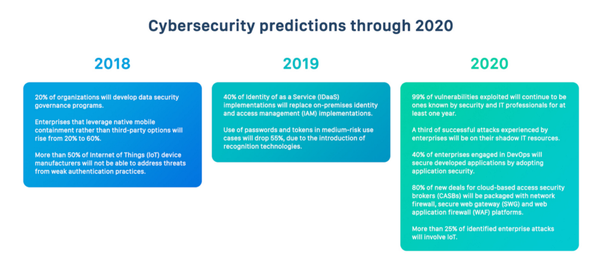 Cybersecurity predictions through 2020
2018
20% of organizations will develop data security
governance programs.
Enterprises that leverage native mobile
containment rather than third-party options will
rise from 20% to 60%.
More than 50% of Internet of Things (IoT) device
manufacturers will not be able to address threats
from weak authentication practices.
2019
40% of Identity of as a Service (IDaaS)
implementations will replace on-premises identity
and access management (IAM) implementations.
Use of passwords and tokens in medium-risk use
cases will drop 55%, due to the introduction of
recognition technologies.
2020
99% of vulnerabilities exploited will continue to be
ones known by security and IT professionals for at
least one year.
A third of successful attacks experienced by
enterprises will be on their shadow IT resources.
40% of enterprises engaged in DevOps will
secure developed applications by adopting
application security.
80% of new deals for cloud-based access security
brokers (CASBs) will be packaged with network
firewall, secure web gateway (SWG) and web
application firewall (WAF) platforms.
More than 25% of identified enterprise attacks
will involve IoT.